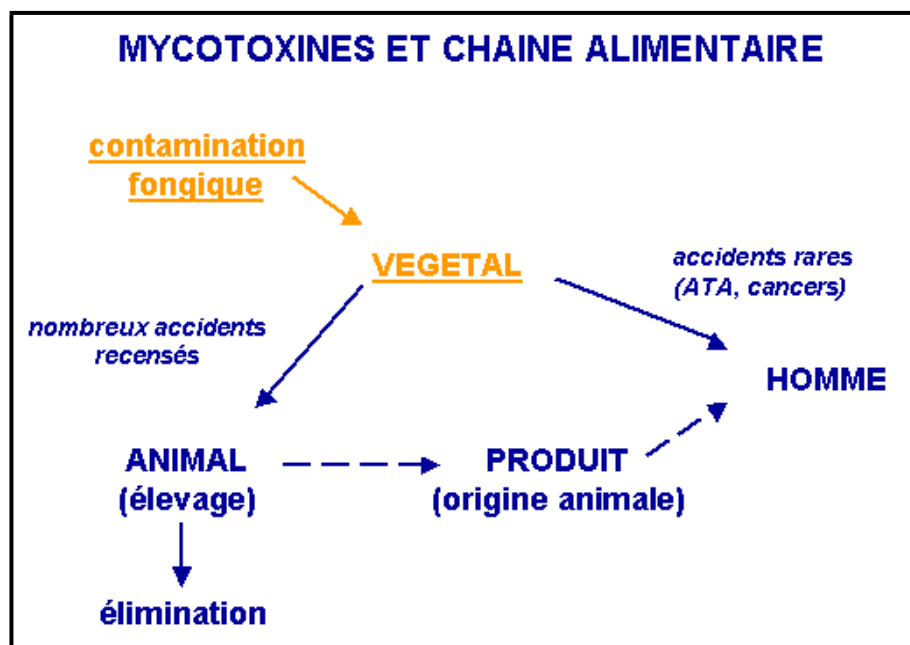 MYCOTOXINES ET CHAINE ALIMENTAIRE
contamination
fongique
VEGETAL
accidents rares
(ATA, cancers)
nombreux accidents
recensés
HOMME
ANIMAL
(élevage)
PRODUIT
(origine animale)
élimination